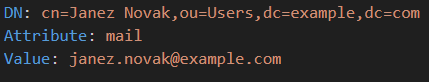 DN: cn=Janez Novak,ou=Users,dc=example,dc=com
Attribute: mail
Value: janez.novak@example.com